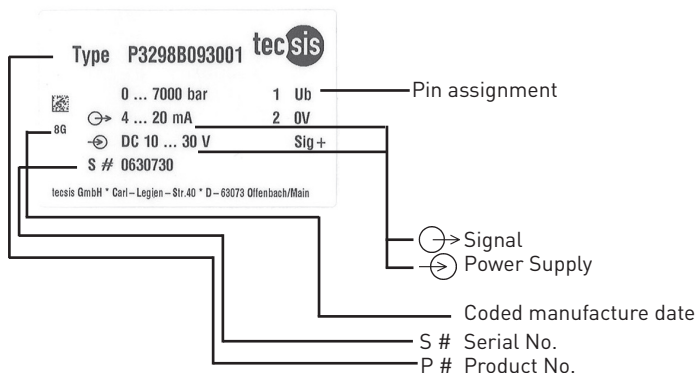 tecsis
Type P3298B093001
0 ... 7000 bar 1 Ub
4 ... 20 mA 2 0V
8G
DC 10 ... 30 V Sig+
S # 0630730
tecsis GmbH * Carl – Legien – Str.40 * D – 63073 Offenbach/Main
Pin assignment
Signal
Power Supply
Coded manufacture date
S # Serial No.
P # Product No.